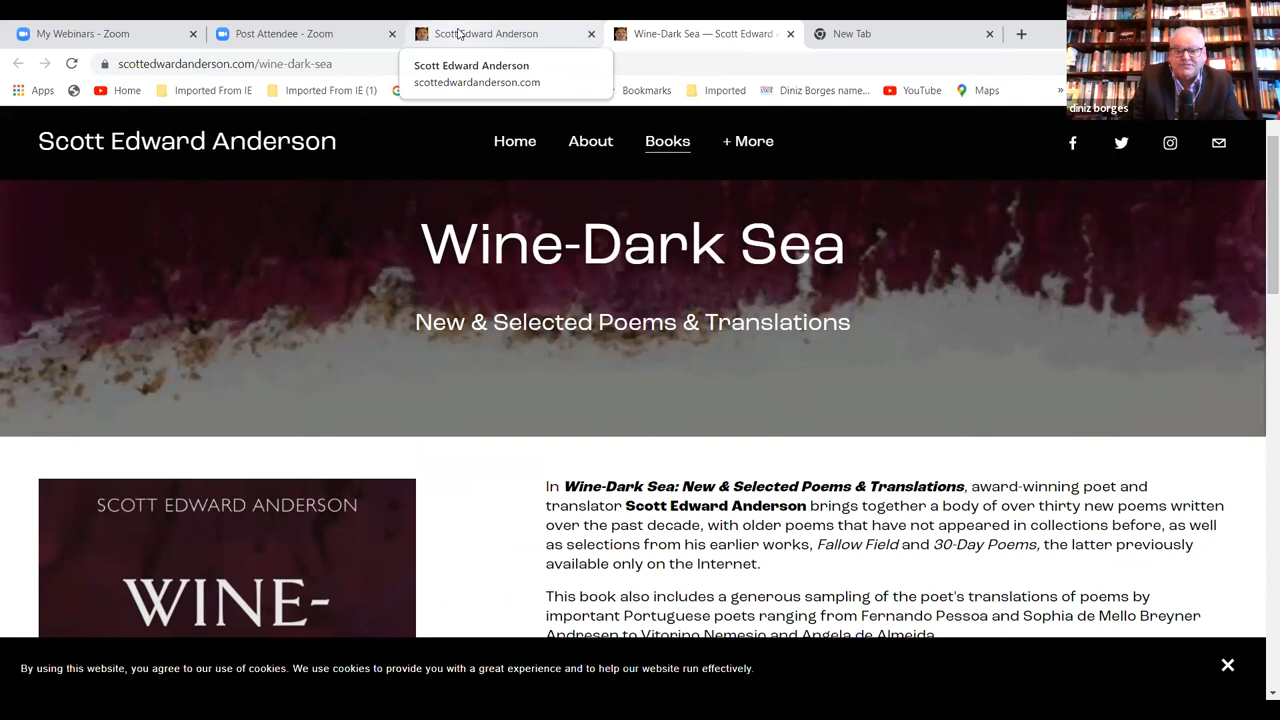 My Webinars - Zoom
Post Attendee - Zoom
Scott Edward Anderson
Wine-Dark Sea — Scott Edward
New Tab
scottedwardanderson.com/wine-dark-sea
Scott Edward Anderson
scottedwardanderson.com
Apps
Home
Imported From IE
Imported From IE (1)
Bookmarks
Imported
Diniz Borges name...
YouTube
Maps
»
diniz borges
Scott Edward Anderson
Home
About
Books
+ More
Wine-Dark Sea
New & Selected Poems & Translations
SCOTT EDWARD ANDERSON
WINE-
In Wine-Dark Sea: New & Selected Poems & Translations, award-winning poet and
translator Scott Edward Anderson brings together a body of over thirty new poems written
over the past decade, with older poems that have not appeared in collections before, as well
as selections from his earlier works, Fallow Field and 30-Day Poems, the latter previously
available only on the Internet.
This book also includes a generous sampling of the poet's translations of poems by
important Portuguese poets ranging from Fernando Pessoa and Sophia de Mello Breyner
Andresen to Vitorino Nemesio and Angela de Almeida
By using this website, you agree to our use of cookies. We use cookies to provide you with a great experience and to help our website run effectively.